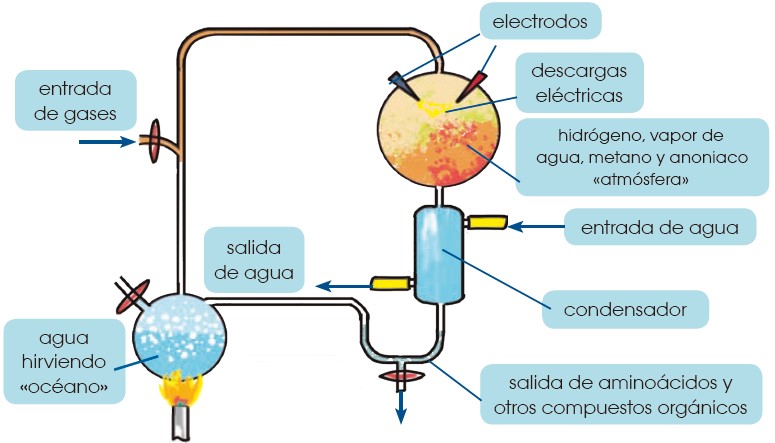 electrodos
descargas
eléctricas
entrada
de gases
hidrógeno, vapor de
agua, metano y anoniaco
«atmósfera»
entrada de agua
salida
de agua
condensador
agua
hirviendo
«océano»
salida de aminoácidos y
otros compuestos orgánicos